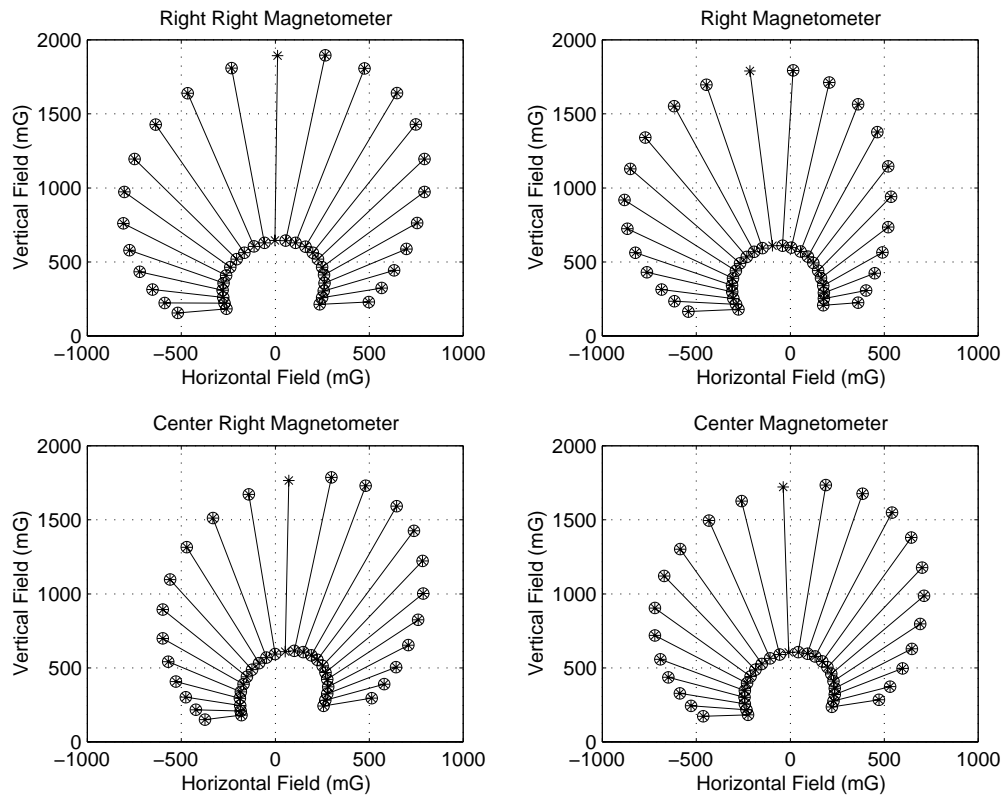 Right Right Magnetometer
Right Magnetometer
2000
1500
1000
500
0
Vertical Field (mG)
−1000 −500 0 500 1000
Horizontal Field (mG)
2000
1500
1000
500
0
Vertical Field (mG)
−1000 −500 0 500 1000
Horizontal Field (mG)
Center Right Magnetometer
Center Magnetometer
2000
1500
1000
500
0
Vertical Field (mG)
−1000 −500 0 500 1000
Horizontal Field (mG)
2000
1500
1000
500
0
Vertical Field (mG)
−1000 −500 0 500 1000
Horizontal Field (mG)